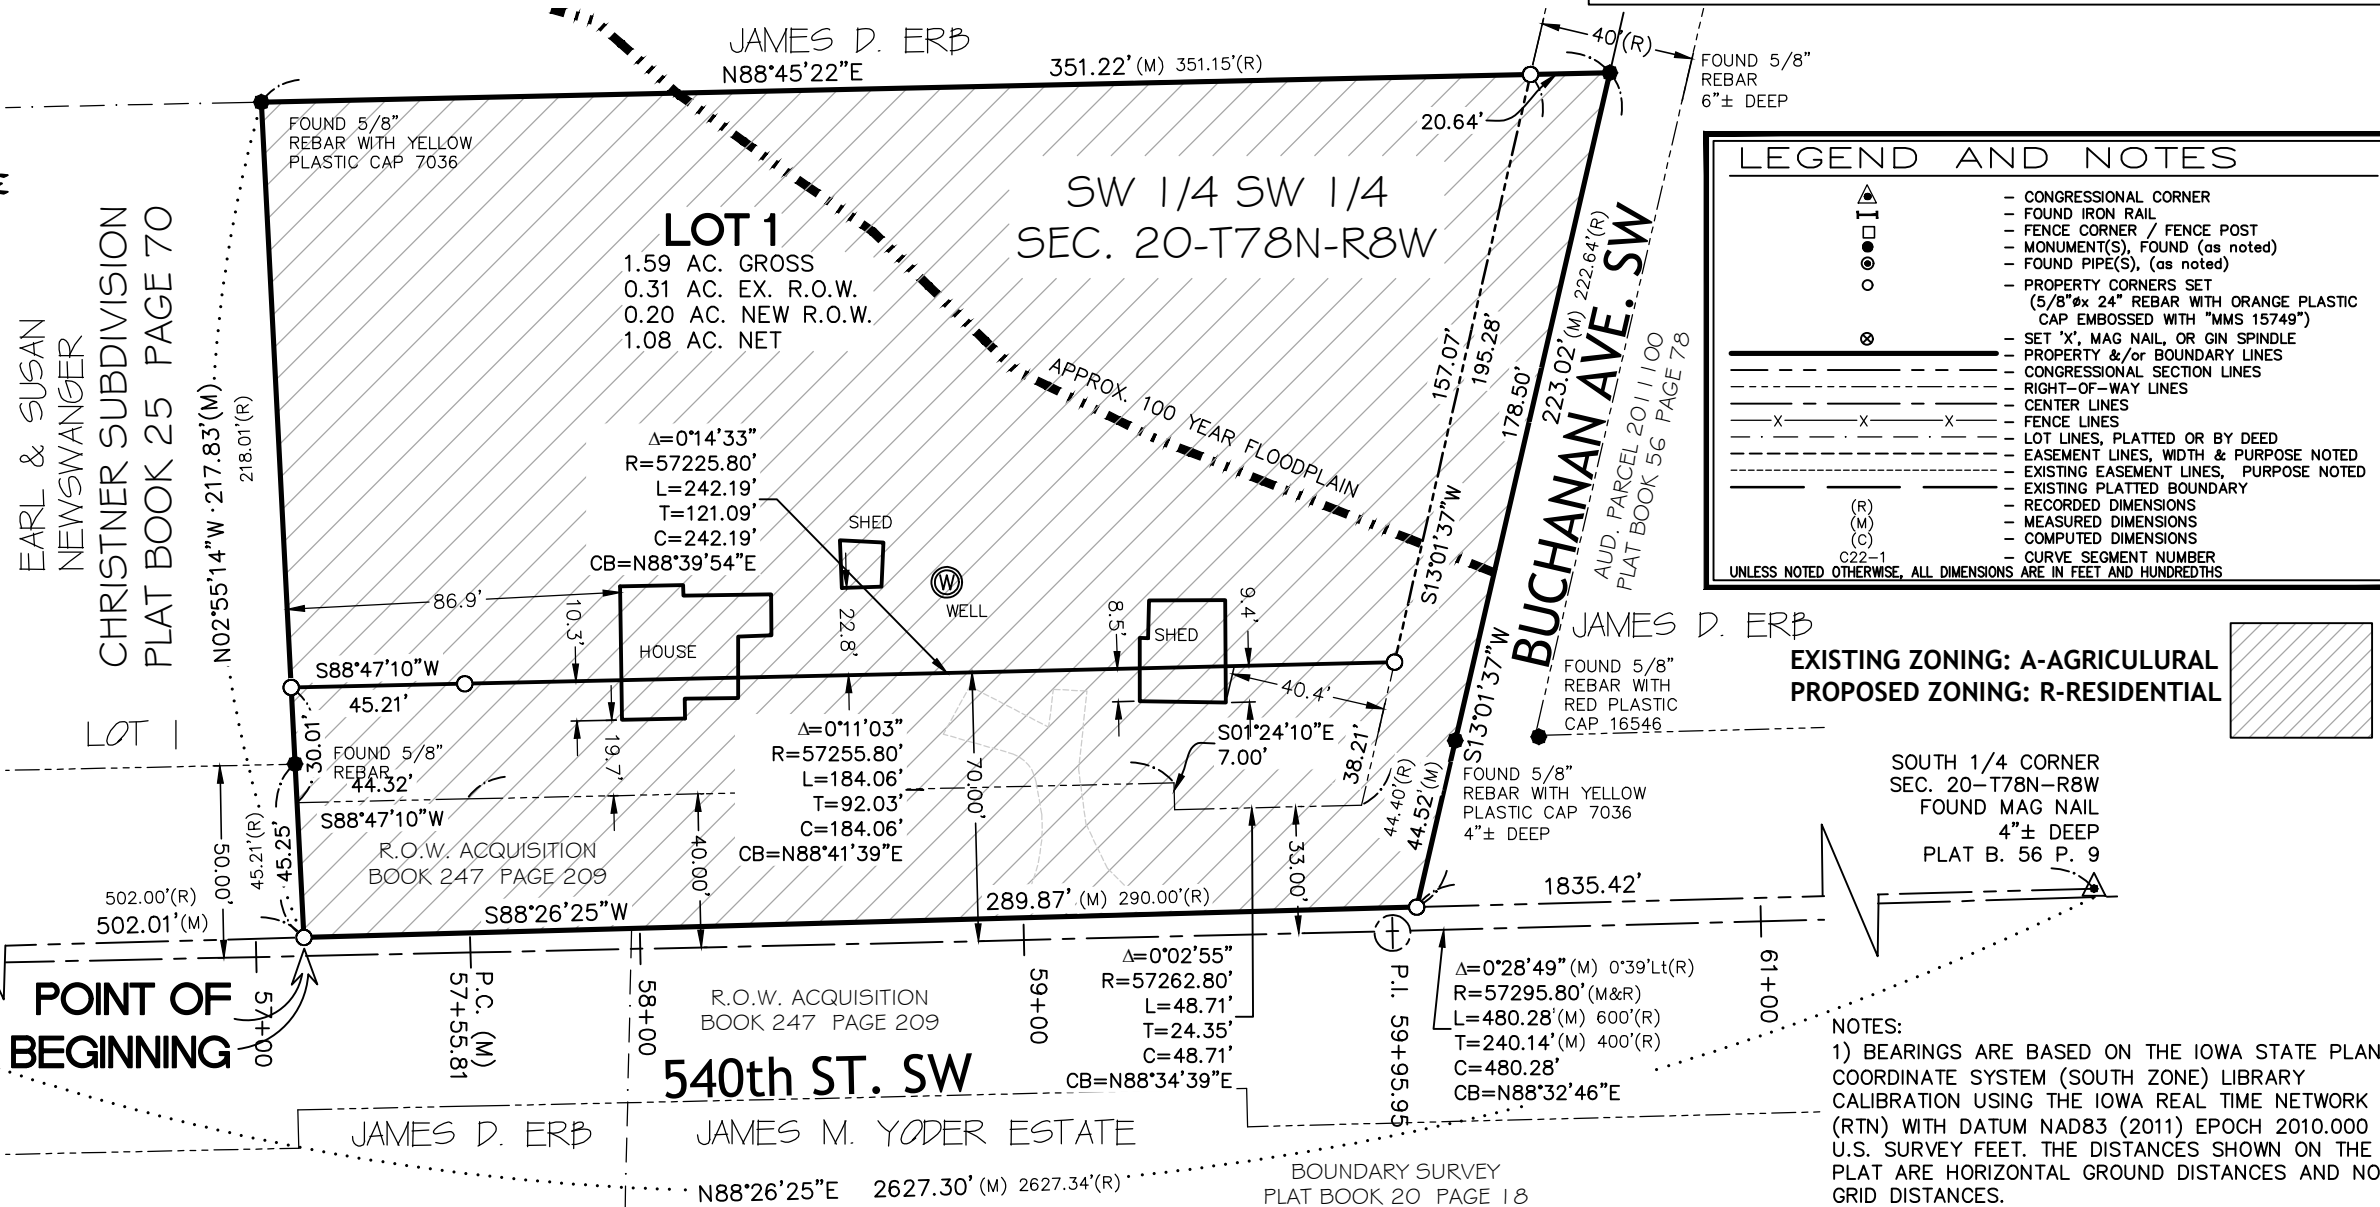 JAMES D. ERB
N88°45'22"E
351.22' (M) 351.15'(R)
40'(R)
FOUND 5/8"
REBAR
6"± DEEP
20.64'
FOUND 5/8"
REBAR WITH YELLOW
PLASTIC CAP 7036
SW 1/4 SW 1/4
SEC. 20-T78N-R8W
LOT 1
1.59 AC. GROSS
0.31 AC. EX. R.O.W.
0.20 AC. NEW R.O.W.
1.08 AC. NET
EARL & SUSAN
NEWSWANGER
CHRISTNER SUBDIVISION
PLAT BOOK 25 PAGE 70
N02°55'14"W 217.83'(M)
218.01'(R)
LOT 1
APPROX. 100 YEAR FLOODPLAIN
157.07'
195.28'
S13°01'37"W
178.50'
223.02'(M) 222.64'(R)
BUCHANAN AVE. SW
AUD. PARCEL 2011100
PLAT BOOK 56 PAGE 78
LEGEND AND NOTES
- CONGRESSIONAL CORNER
- FOUND IRON RAIL
- FENCE CORNER / FENCE POST
- MONUMENT(S), FOUND (as noted)
- FOUND PIPE(S), (as noted)
- PROPERTY CORNERS SET
(5/8"øx 24" REBAR WITH ORANGE PLASTIC
CAP EMBOSSED WITH "MMS 15749")
- SET 'X', MAG NAIL, OR GIN SPINDLE
- PROPERTY &/or BOUNDARY LINES
- CONGRESSIONAL SECTION LINES
- RIGHT-OF-WAY LINES
- CENTER LINES
X X X - FENCE LINES
- LOT LINES, PLATTED OR BY DEED
- EASEMENT LINES, WIDTH & PURPOSE NOTED
- EXISTING EASEMENT LINES, PURPOSE NOTED
- EXISTING PLATTED BOUNDARY
(R) - RECORDED DIMENSIONS
(M) - MEASURED DIMENSIONS
(C) - COMPUTED DIMENSIONS
C22-1 - CURVE SEGMENT NUMBER
UNLESS NOTED OTHERWISE, ALL DIMENSIONS ARE IN FEET AND HUNDREDTHS
Δ=0°14'33"
R=57225.80'
L=242.19'
T=121.09'
C=242.19'
CB=N88°39'54"E
SHED
W
WELL
86.9'
10.3'
HOUSE
22.8'
8.5'
SHED
9.4'
40.4'
S88°47'10"W
45.21'
19.7'
30.01'
FOUND 5/8"
REBAR
44.32'
S88°47'10"W
R.O.W. ACQUISITION
BOOK 247 PAGE 209
50.00'
45.21'(R)
45.25'
40.00'
Δ=0°11'03"
R=57255.80'
L=184.06'
T=92.03'
C=184.06'
CB=N88°41'39"E
70.00'
S01°24'10"E
7.00'
38.21'
33.00'
44.40'(R)
44.52'(M)
S13°01'37"W
JAMES D. ERB
FOUND 5/8"
REBAR WITH
RED PLASTIC
CAP 16546
FOUND 5/8"
REBAR WITH YELLOW
PLASTIC CAP 7036
4"± DEEP
EXISTING ZONING: A-AGRICULURAL
PROPOSED ZONING: R-RESIDENTIAL
SOUTH 1/4 CORNER
SEC. 20-T78N-R8W
FOUND MAG NAIL
4"± DEEP
PLAT B. 56 P. 9
502.00'(R)
502.01'(M)
S88°26'25"W
289.87' (M) 290.00'(R)
1835.42'
POINT OF
BEGINNING
57+00
P.C. (M)
57+55.81
58+00
R.O.W. ACQUISITION
BOOK 247 PAGE 209
59+00
Δ=0°02'55"
R=57262.80'
L=48.71'
T=24.35'
C=48.71'
CB=N88°34'39"E
P.I. 59+95.95
Δ=0°28'49" (M) 0°39'Lt(R)
R=57295.80'(M&R)
L=480.28'(M) 600'(R)
T=240.14'(M) 400'(R)
C=480.28'
CB=N88°32'46"E
61+00
540th ST. SW
JAMES D. ERB
JAMES M. YODER ESTATE
N88°26'25"E 2627.30' (M) 2627.34'(R)
BOUNDARY SURVEY
PLAT BOOK 20 PAGE 18
NOTES:
1) BEARINGS ARE BASED ON THE IOWA STATE PLAN
COORDINATE SYSTEM (SOUTH ZONE) LIBRARY
CALIBRATION USING THE IOWA REAL TIME NETWORK
(RTN) WITH DATUM NAD83 (2011) EPOCH 2010.000
U.S. SURVEY FEET. THE DISTANCES SHOWN ON THE
PLAT ARE HORIZONTAL GROUND DISTANCES AND NO
GRID DISTANCES.